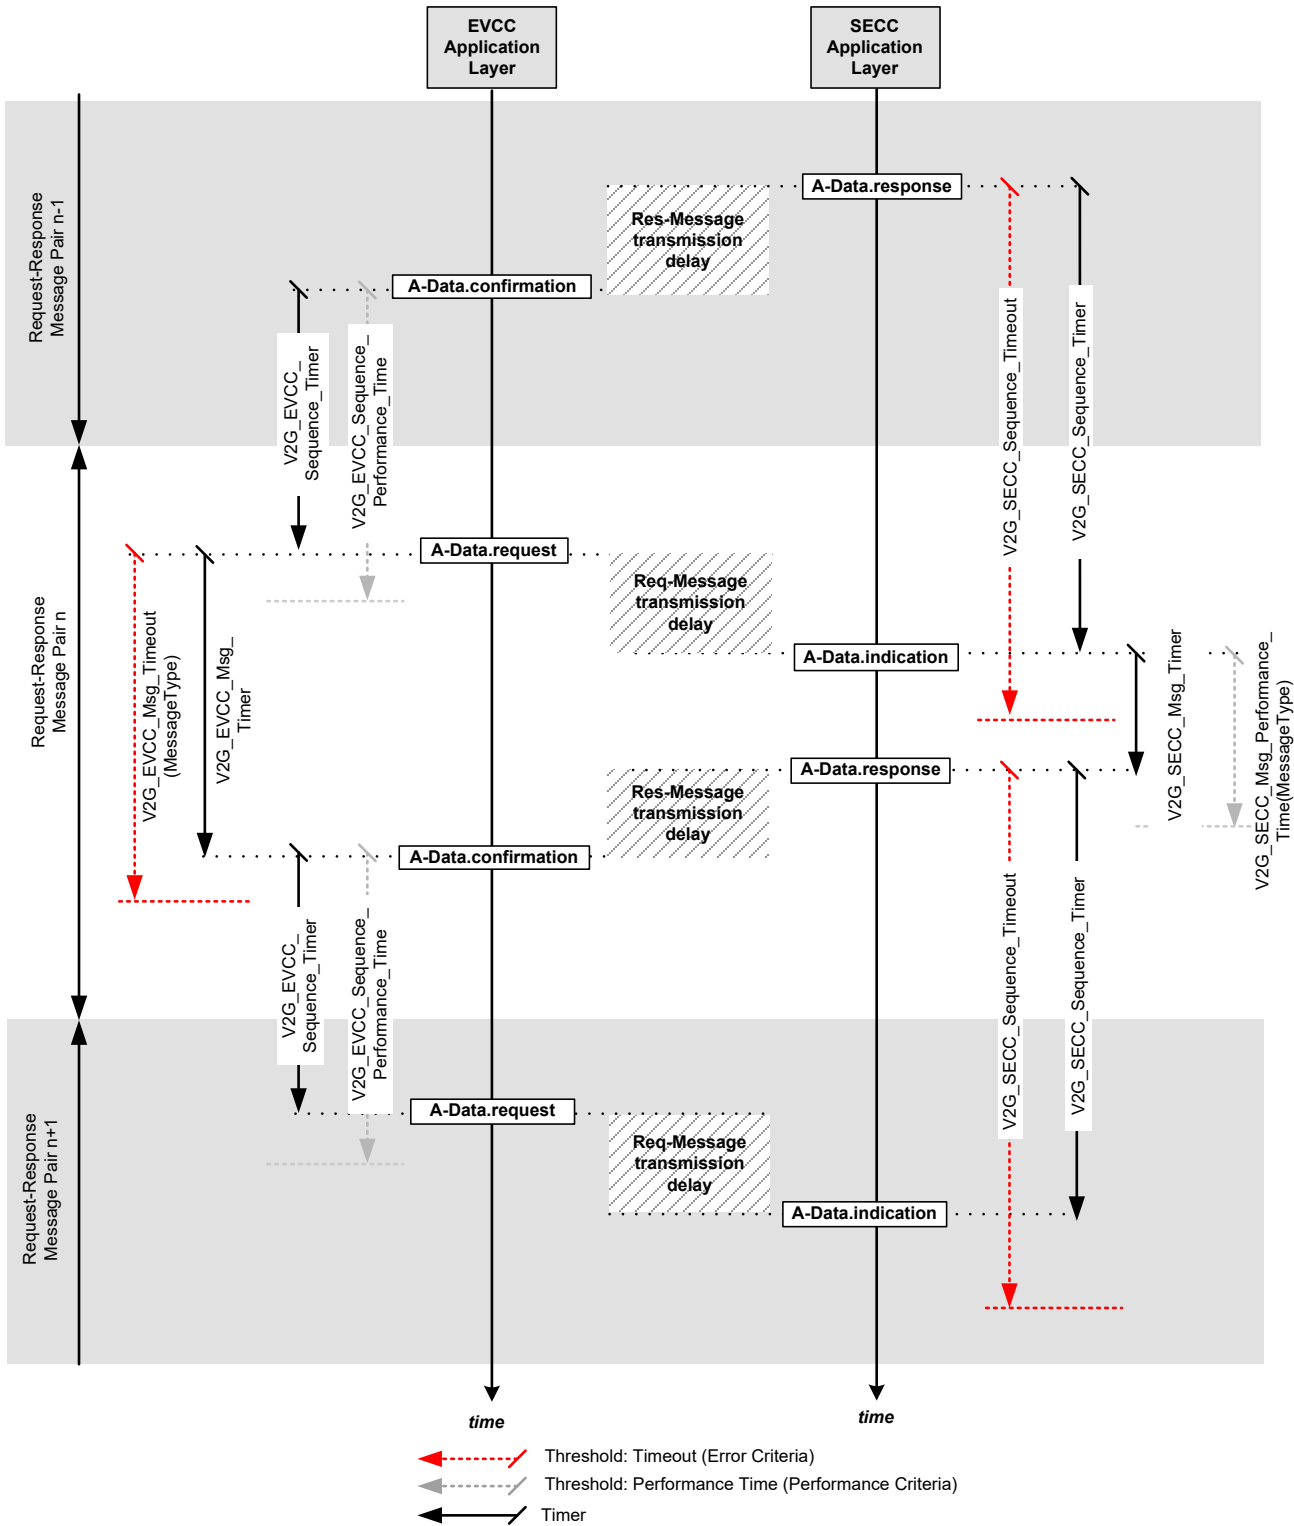 EVCC
Application
Layer
SECC
Application
Layer
Request-Response
Message Pair n-1
A-Data.response
Res-Message
transmission
delay
A-Data.confirmation
V2G_EVCC_
Sequence_Timer
V2G_EVCC_Sequence_
Performance_Time
V2G_SECC_Sequence_Timeout
V2G_SECC_Sequence_Timer
Request-Response
Message Pair n
A-Data.request
Req-Message
transmission
delay
A-Data.indication
V2G_EVCC_Msg_Timeout
(MessageType)
V2G_EVCC_Msg_
Timer
V2G_SECC_Msg_Timer
V2G_SECC_Msg_Performance_
Time(MessageType)
A-Data.response
Res-Message
transmission
delay
A-Data.confirmation
V2G_EVCC_
Sequence_Timer
V2G_EVCC_Sequence_
Performance_Time
V2G_SECC_Sequence_Timeout
V2G_SECC_Sequence_Timer
Request-Response
Message Pair n+1
A-Data.request
Req-Message
transmission
delay
A-Data.indication
time
time
Threshold: Timeout (Error Criteria)
Threshold: Performance Time (Performance Criteria)
Timer